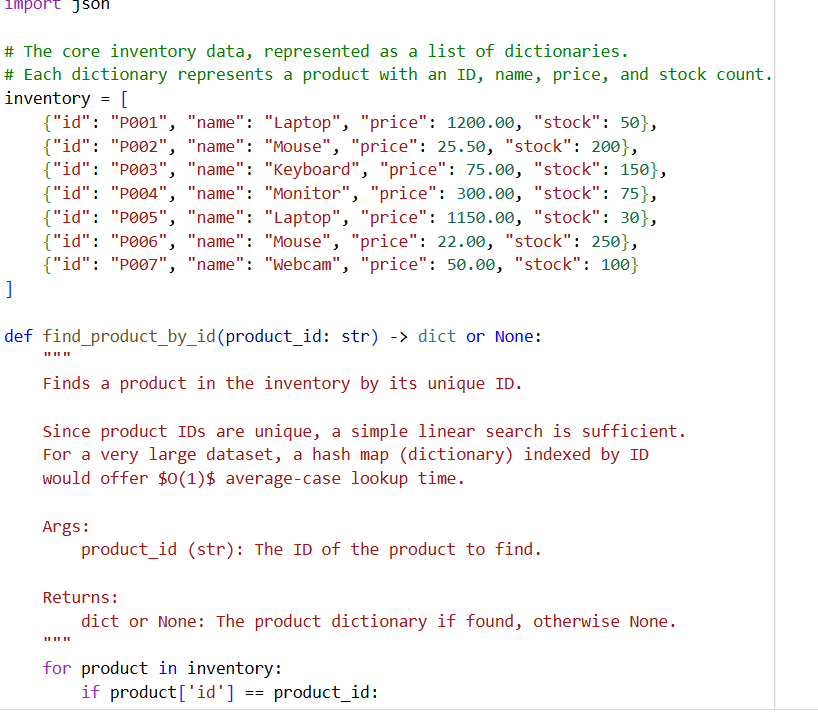 import json

# The core inventory data, represented as a list of dictionaries.
# Each dictionary represents a product with an ID, name, price, and stock count.
inventory = [
    {"id": "P001", "name": "Laptop", "price": 1200.00, "stock": 50},
    {"id": "P002", "name": "Mouse", "price": 25.50, "stock": 200},
    {"id": "P003", "name": "Keyboard", "price": 75.00, "stock": 150},
    {"id": "P004", "name": "Monitor", "price": 300.00, "stock": 75},
    {"id": "P005", "name": "Laptop", "price": 1150.00, "stock": 30},
    {"id": "P006", "name": "Mouse", "price": 22.00, "stock": 250},
    {"id": "P007", "name": "Webcam", "price": 50.00, "stock": 100}
]

def find_product_by_id(product_id: str) -> dict or None:
    """
    Finds a product in the inventory by its unique ID.

    Since product IDs are unique, a simple linear search is sufficient.
    For a very large dataset, a hash map (dictionary) indexed by ID
    would offer $O(1)$ average-case lookup time.

    Args:
        product_id (str): The ID of the product to find.

    Returns:
        dict or None: The product dictionary if found, otherwise None.
    """
    for product in inventory:
        if product['id'] == product_id: